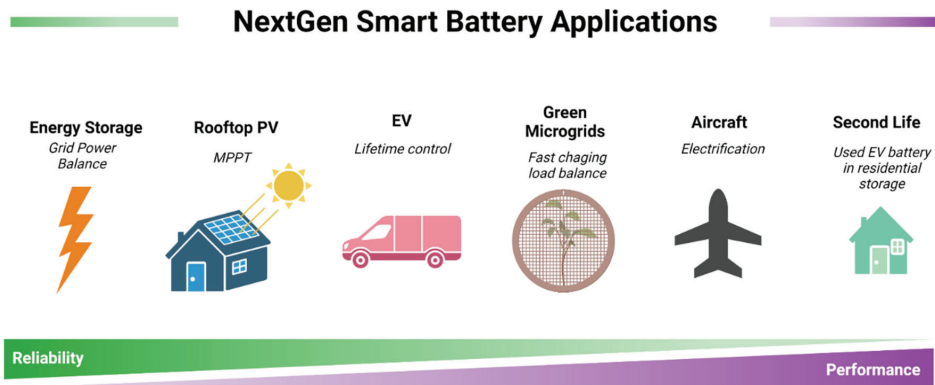 NextGen Smart Battery Applications
Energy Storage
Grid Power
Balance
Rooftop PV
MPPT
EV
Lifetime control
Green
Microgrids
Fast chaging
load balance
Aircraft
Electrification
Second Life
Used EV battery
in residential
storage
Reliability
Performance